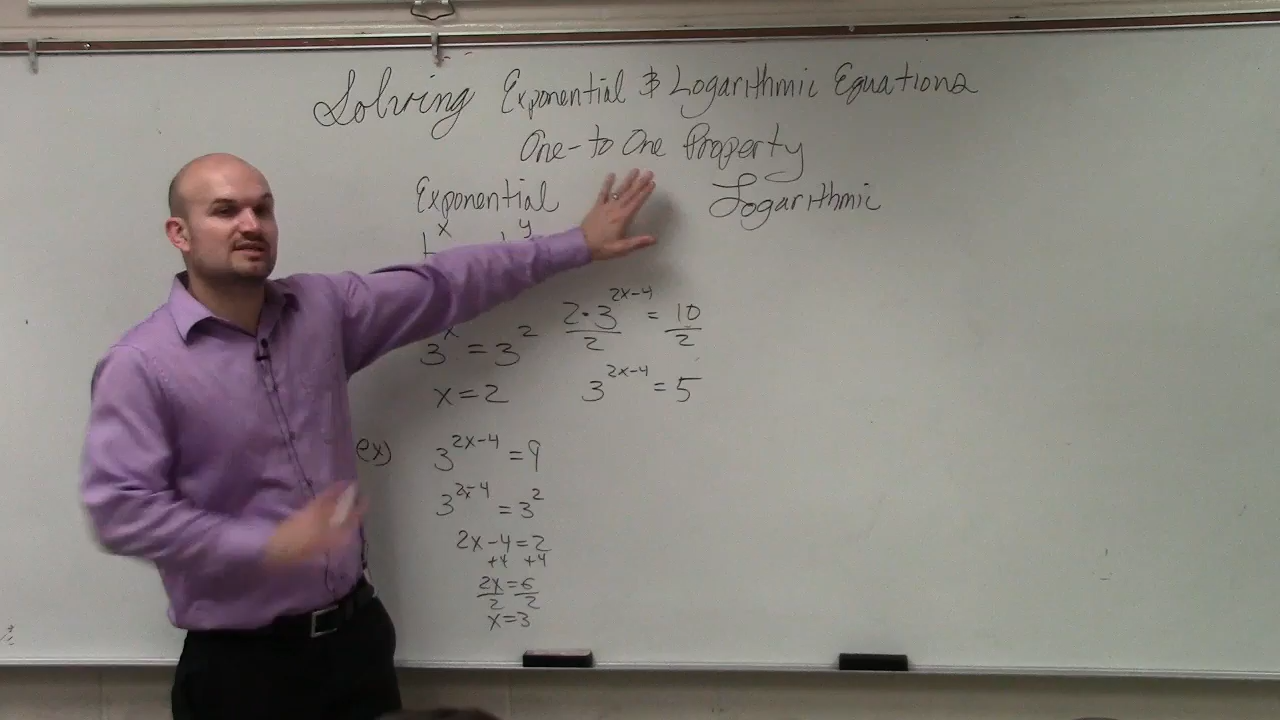 Solving Exponential & Logarithmic Equations
One-to One Property
Exponential
Logarithmic
x y
3^x = 3^2
x = 2
2·3^(2x-4) = 10
2 2
3^(2x-4) = 5
ex) 3^(2x-4) = 9
3^(2x-4) = 3^2
2x-4=2
+4 +4
2x=6
2 2
x=3